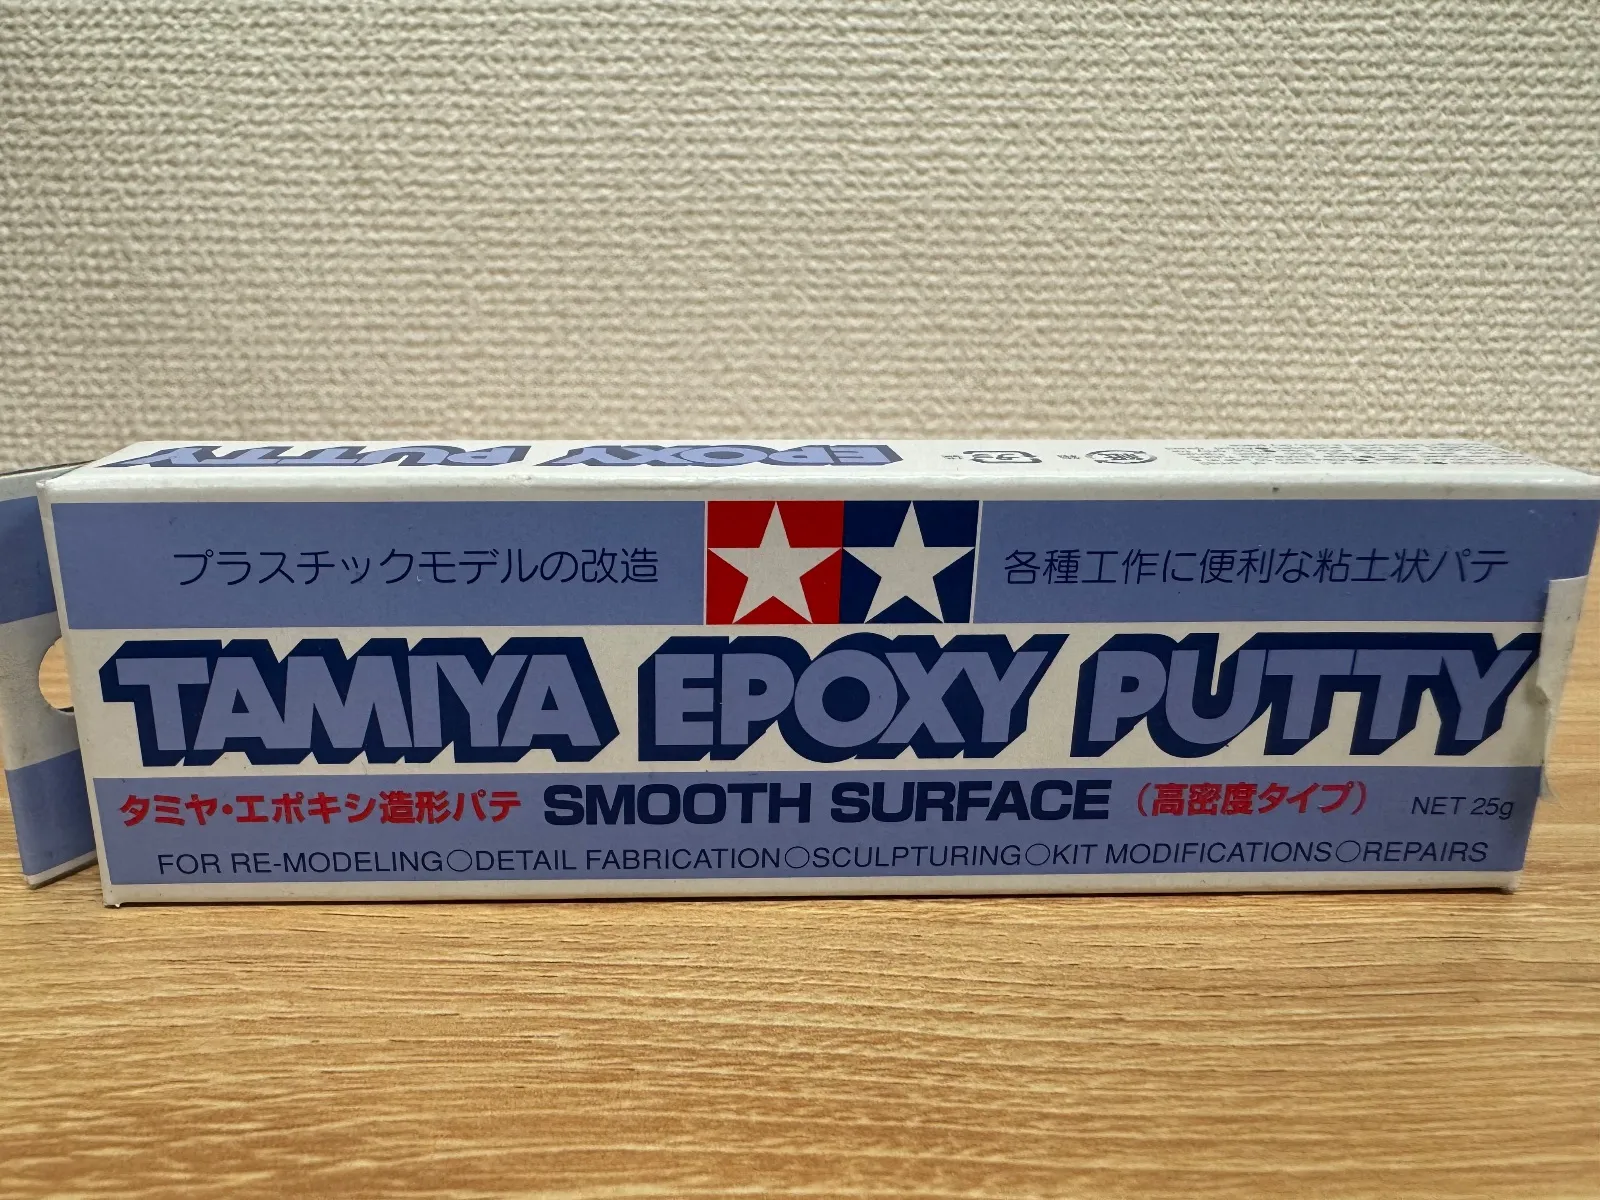 EPOXY PUTTY
プラスチックモデルの改造
各種工作に便利な粘土状パテ
TAMIYA EPOXY PUTTY
タミヤ・エポキシ造形パテ SMOOTH SURFACE (高密度タイプ) NET 25g
FOR RE-MODELING○DETAIL FABRICATION○SCULPTURING○KIT MODIFICATIONS○REPAIRS